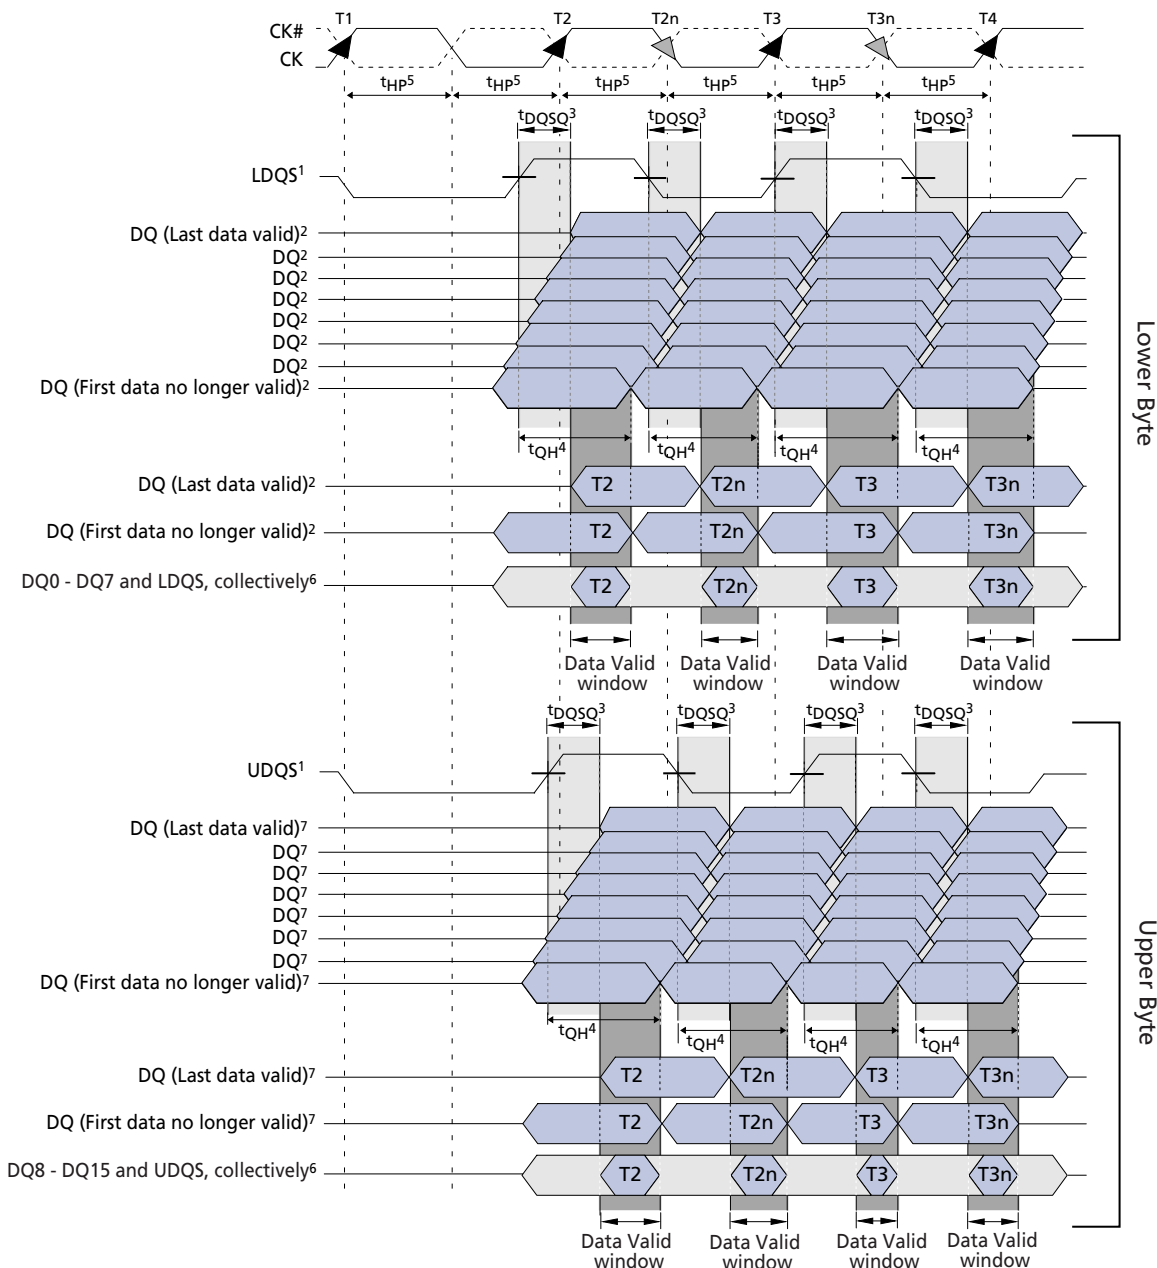 T1 T2 T2n T3 T3n T4
CK#
CK
tHP5 tHP5 tHP5 tHP5 tHP5 tHP5
tDQSQ3 tDQSQ3 tDQSQ3 tDQSQ3
LDQS1
DQ (Last data valid)2
DQ2
DQ2
DQ2
DQ2
DQ2
DQ2
DQ (First data no longer valid)2
tQH4 tQH4 tQH4 tQH4
DQ (Last data valid)2 T2 T2n T3 T3n
DQ (First data no longer valid)2 T2 T2n T3 T3n
DQ0 - DQ7 and LDQS, collectively6 T2 T2n T3 T3n
Data Valid window
Data Valid window
Data Valid window
Data Valid window
Lower Byte
tDQSQ3 tDQSQ3 tDQSQ3 tDQSQ3
UDQS1
DQ (Last data valid)7
DQ7
DQ7
DQ7
DQ7
DQ7
DQ7
DQ (First data no longer valid)7
tQH4 tQH4 tQH4 tQH4
DQ (Last data valid)7 T2 T2n T3 T3n
DQ (First data no longer valid)7 T2 T2n T3 T3n
DQ8 - DQ15 and UDQS, collectively6 T2 T2n T3 T3n
Data Valid window
Data Valid window
Data Valid window
Data Valid window
Upper Byte